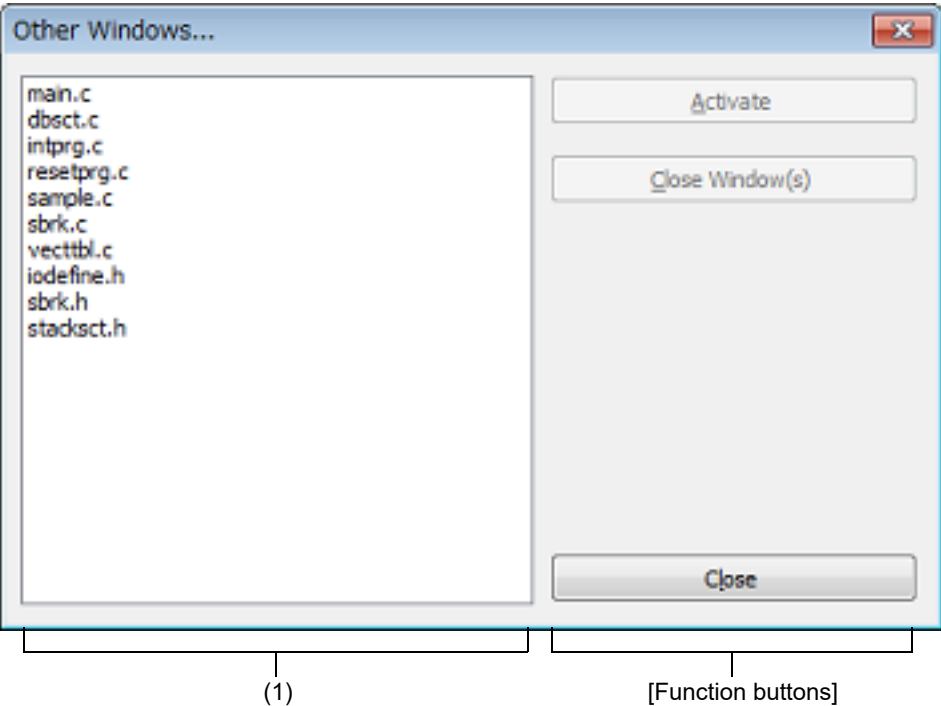 Other Windows...
main.c
dbsct.c
intprg.c
resetprg.c
sample.c
sbrk.c
vecttbl.c
iodefine.h
sbrk.h
stacksct.h
Activate
Close Window(s)
Close
(1)
[Function buttons]